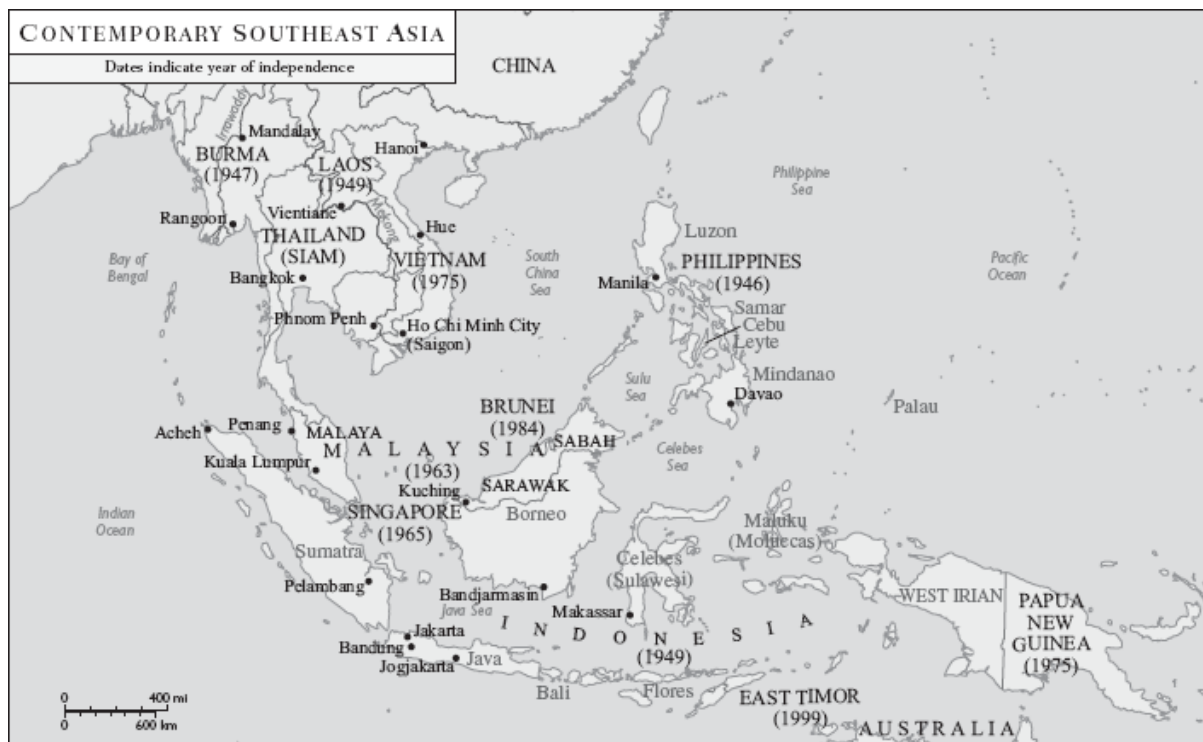 CONTEMPORARY SOUTHEAST ASIA
Dates indicate year of independence
CHINA
Irrawaddy
Mandalay
BURMA
(1947)
Hanoi
LAOS
(1949)
Philippine
Sea
Rangoon
Vientiane
Mekong
Hue
Luzon
THAILAND
(SIAM)
Bay of
Bengal
VIETNAM
(1975)
South
China
Sea
PHILIPPINES
(1946)
Pacific
Ocean
Bangkok
Manila
Samar
Cebu
Leyte
Phnom Penh
Ho Chi Minh City
(Saigon)
Sulu
Sea
Mindanao
Davao
Palau
BRUNEI
(1984)
Acheh
Penang
MALAYA
MALAYSIA
(1963)
SABAH
Celebes
Sea
Kuala Lumpur
Kuching
SARAWAK
Indian
Ocean
SINGAPORE
(1965)
Borneo
Maluku
(Moluccas)
Sumatra
Celebes
(Sulawesi)
Pelambang
Bandjarmasin
WEST IRIAN
PAPUA
NEW
GUINEA
(1975)
Java Sea
Makassar
INDONESIA
(1949)
Jakarta
Bandung
Jogjakarta
Java
Bali
Flores
EAST TIMOR
(1999)
AUSTRALIA
0 400 mi
0 600 km